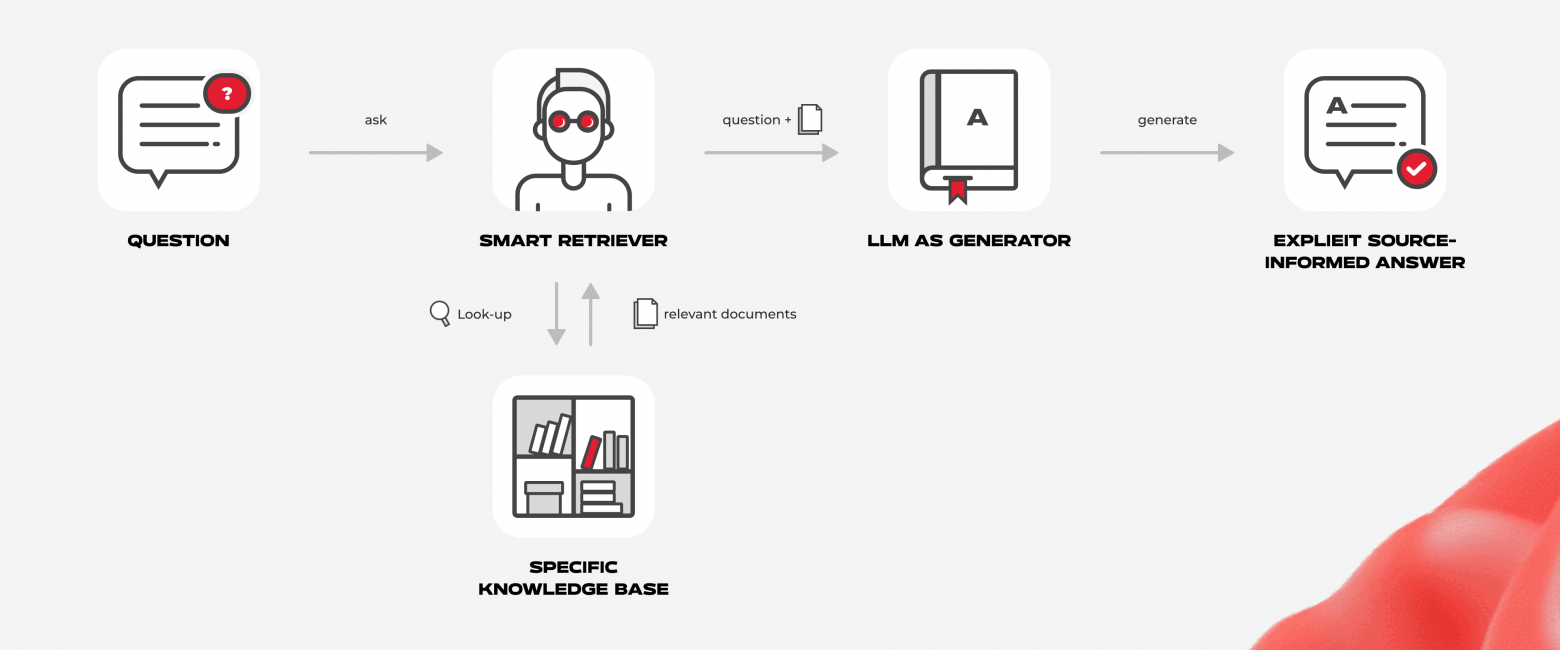 ?
ask
question +
A
generate
A
QUESTION
SMART RETRIEVER
LLM AS GENERATOR
EXPLIEIT SOURCE-
INFORMED ANSWER
Look-up
relevant documents
SPECIFIC
KNOWLEDGE BASE